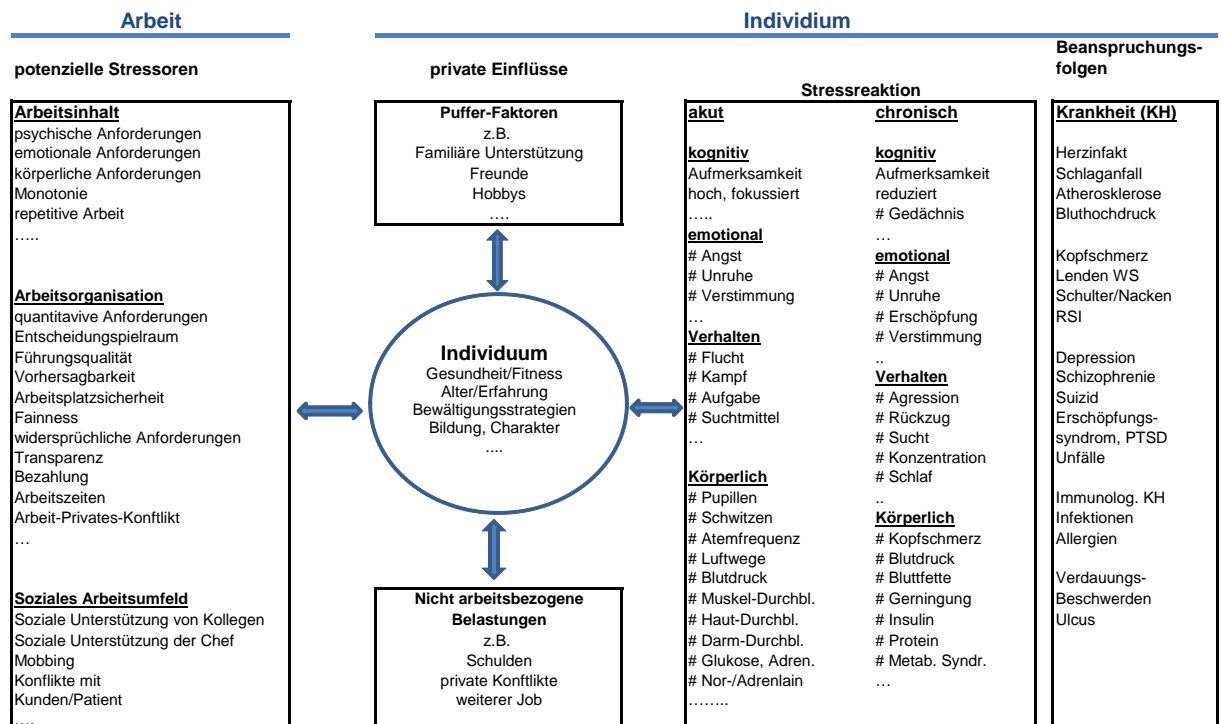 Arbeit
Individium
potenzielle Stressoren
private Einflüsse
Stressreaktion
Beanspruchungs-
folgen
Arbeitsinhalt
psychische Anforderungen
emotionale Anforderungen
körperliche Anforderungen
Monotonie
repetitive Arbeit
.....
Arbeitsorganisation
quantitavive Anforderungen
Entscheidungspielraum
Führungsqualität
Vorhersagbarkeit
Arbeitsplatzsicherheit
Fainness
widersprüchliche Anforderungen
Transparenz
Bezahlung
Arbeitszeiten
Arbeit-Privates-Konftlikt
...
Soziales Arbeitsumfeld
Soziale Unterstützung von Kollegen
Soziale Unterstützung der Chef
Mobbing
Konflikte mit
Kunden/Patient
....
Puffer-Faktoren
z.B.
Familiäre Unterstützung
Freunde
Hobbys
....
Individuum
Gesundheit/Fitness
Alter/Erfahrung
Bewältigungsstrategien
Bildung, Charakter
....
Nicht arbeitsbezogene
Belastungen
z.B.
Schulden
private Konftlikte
weiterer Job
akut
kognitiv
Aufmerksamkeit
hoch, fokussiert
.....
emotional
# Angst
# Unruhe
# Verstimmung
...
Verhalten
# Flucht
# Kampf
# Aufgabe
# Suchtmittel
...
Körperlich
# Pupillen
# Schwitzen
# Atemfrequenz
# Luftwege
# Blutdruck
# Muskel-Durchbl.
# Haut-Durchbl.
# Darm-Durchbl.
# Glukose, Adren.
# Nor-/Adrenlain
........
chronisch
kognitiv
Aufmerksamkeit
reduziert
# Gedächnis
...
emotional
# Angst
# Unruhe
# Erschöpfung
# Verstimmung
..
Verhalten
# Agression
# Rückzug
# Sucht
# Konzentration
# Schlaf
..
Körperlich
# Kopfschmerz
# Blutdruck
# Bluttfette
# Gerningung
# Insulin
# Protein
# Metab. Syndr.
...
Krankheit (KH)
Herzinfakt
Schlaganfall
Atherosklerose
Bluthochdruck
Kopfschmerz
Lenden WS
Schulter/Nacken
RSI
Depression
Schizophrenie
Suizid
Erschöpfungs-
syndrom, PTSD
Unfälle
Immunolog. KH
Infektionen
Allergien
Verdauungs-
Beschwerden
Ulcus